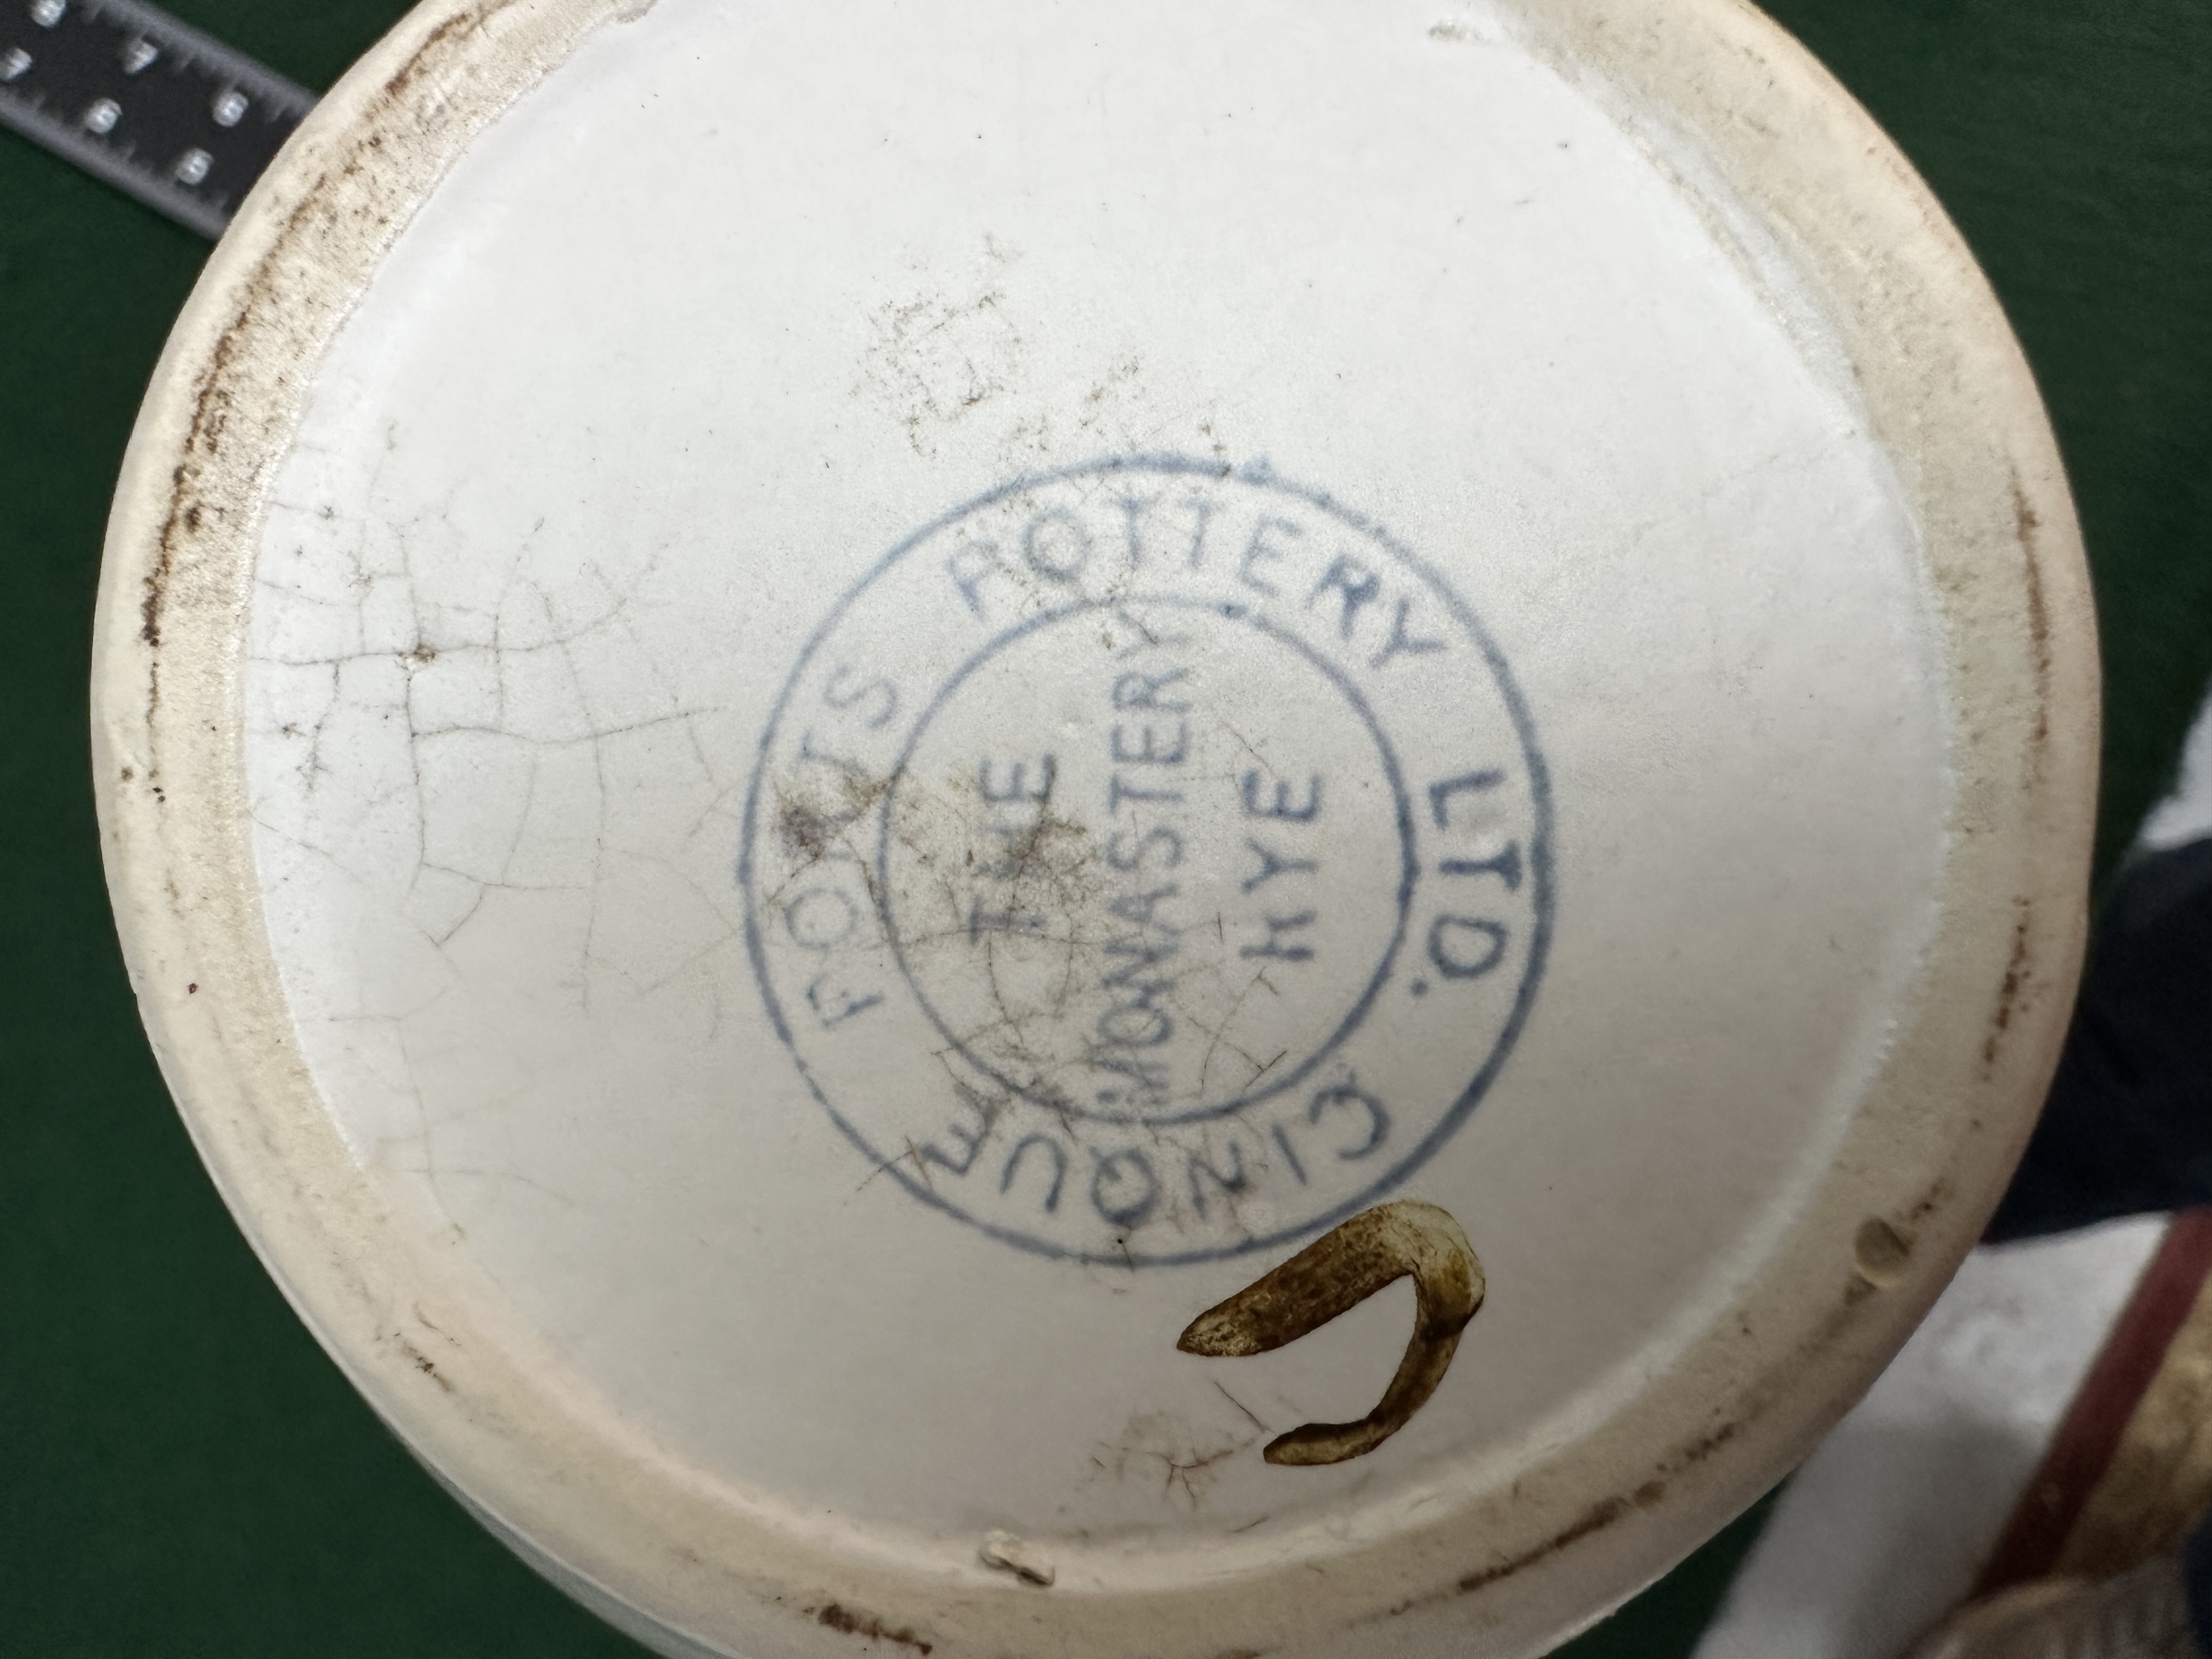 CINQUE PORTS POTTERY LTD.
THE
MONASTERY
RYE